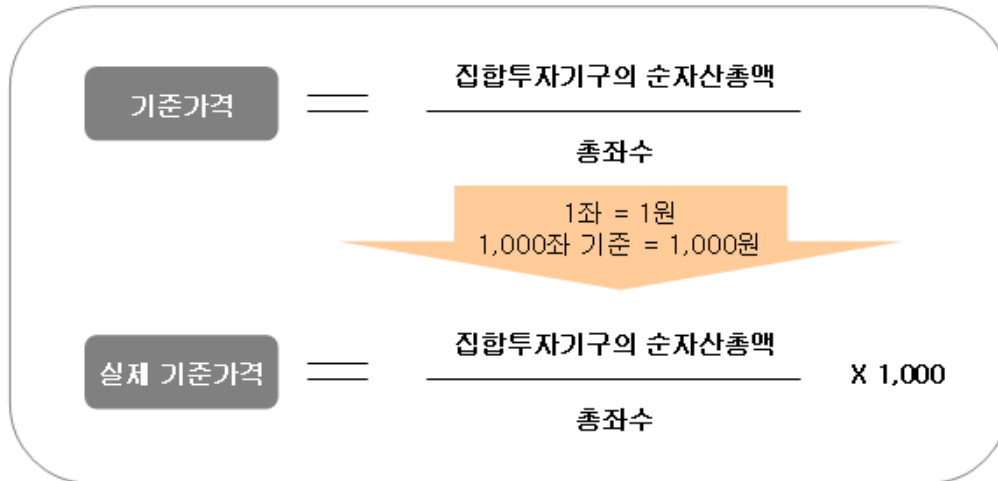 집합투자기구의 순자산총액
기준가격
총좌수
1좌 = 1원
1,000좌 기준 = 1,000원
집합투자기구의 순자산총액
실제 기준가격
X 1,000
총좌수